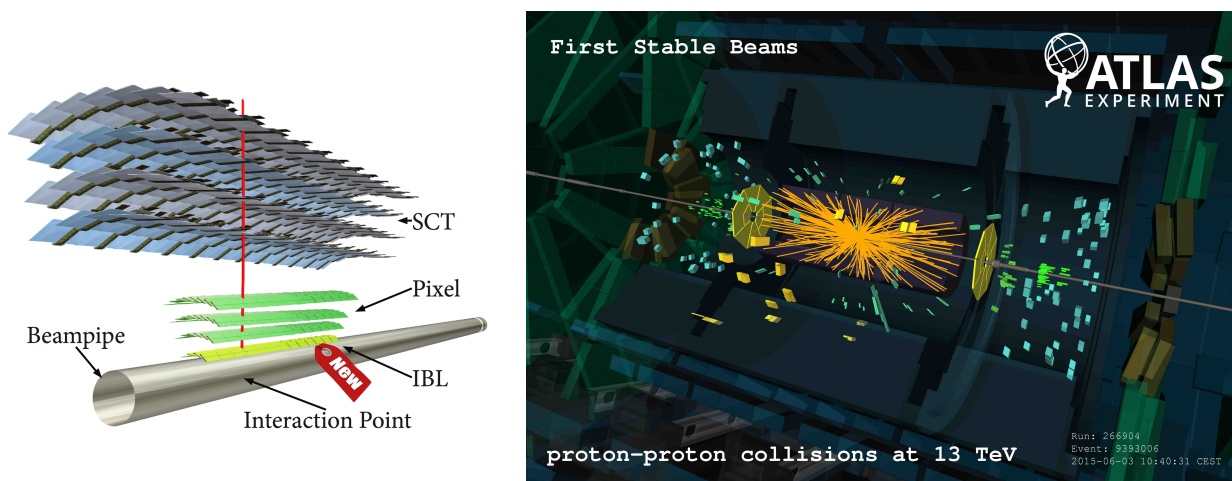 SCT
Pixel
Beampipe
New
IBL
Interaction Point
First Stable Beams
ATLAS
EXPERIMENT
proton-proton collisions at 13 TeV
Run: 266904
Event: 9393006
2015-06-03 10:40:31 CEST